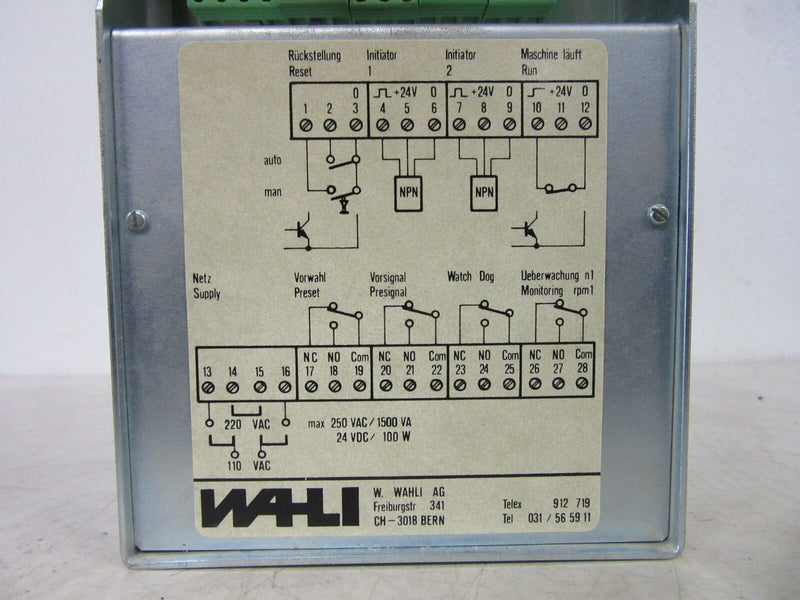 Rückstellung Initiator Initiator Maschine läuft
Reset 1 2 Run
0 +24V 0 +24V 0 +24V 0
1 2 3 4 5 6 7 8 9 10 11 12
auto
man NPN NPN
Netz Vorwahl Vorsignal Watch Dog Ueberwachung n1
Supply Preset Presignal Monitoring rpm1
NC NO Com NC NO Com NC NO Com NC NO Com
13 14 15 16 17 18 19 20 21 22 23 24 25 26 27 28
220 VAC max 250 VAC/1500 VA
24 VDC/ 100 W
110 VAC
WAHLI W. WAHLI AG
Freiburgstr 341 Telex 912 719
CH-3018 BERN Tel 031 / 56 59 11